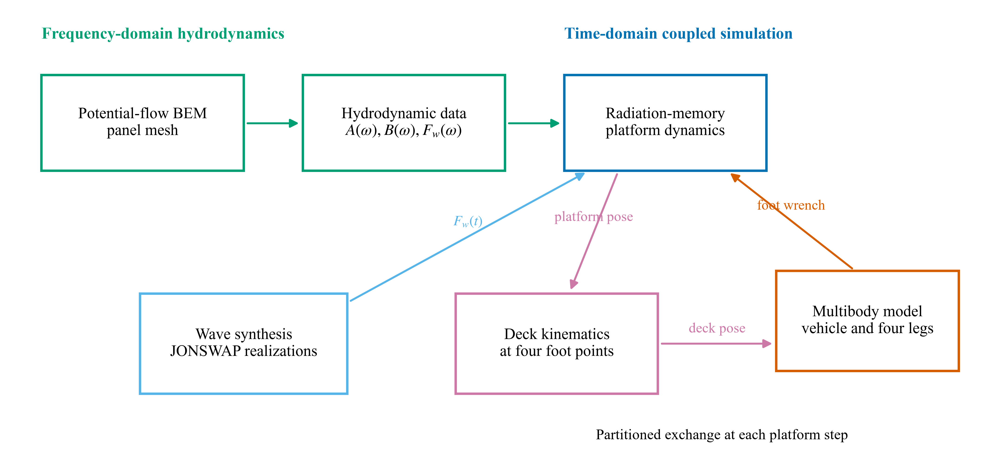 Frequency-domain hydrodynamics
Time-domain coupled simulation
Potential-flow BEM
panel mesh
Hydrodynamic data
A(ω), B(ω), F_w(ω)
Radiation-memory
platform dynamics
F_w(t)
platform pose
foot wrench
Wave synthesis
JONSWAP realizations
Deck kinematics
at four foot points
deck pose
Multibody model
vehicle and four legs
Partitioned exchange at each platform step